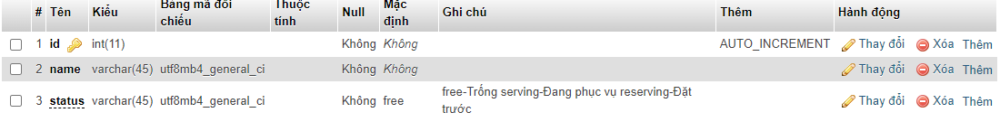 # Tên Kiểu Bảng mã đối chiếu Thuộc tính Null Mặc định Ghi chú Thêm Hành động
1 id int(11) Không Không AUTO_INCREMENT Thay đổi Xóa Thêm
2 name varchar(45) utf8mb4_general_ci Không Không Thay đổi Xóa Thêm
3 status varchar(45) utf8mb4_general_ci Không free free-Trống serving-Đang phục vụ reserving-Đặt trước Thay đổi Xóa Thêm